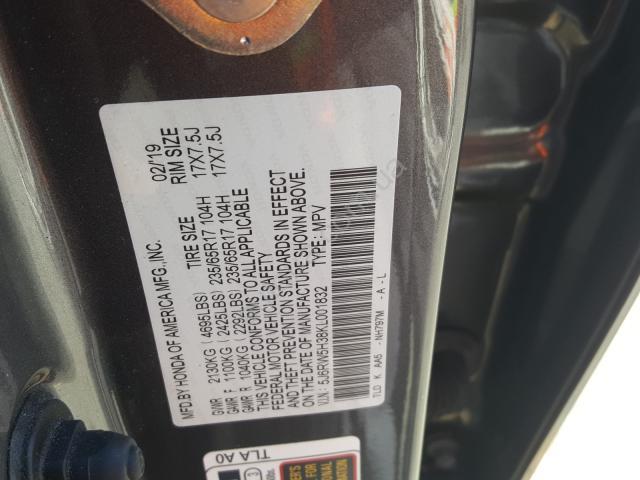 MFD.BY HONDA OF AMERICA MFG.,INC. 02/'19
TIRE SIZE RIM SIZE
GVWR 2130KG (4695LBS)
GAWR F 1100KG (2425LBS) 235/65R17 104H 17X7.5J
GAWR R 1040KG (2292LBS) 235/65R17 104H 17X7.5J
THIS VEHICLE CONFORMS TO ALL APPLICABLE
FEDERAL MOTOR VEHICLE SAFETY
AND THEFT PREVENTION STANDARDS IN EFFECT
ON THE DATE OF MANUFACTURE SHOWN ABOVE.
V.I.N.: 5J6RW5H38KL001832 TYPE: MPV
TLD K AA5 -NH797M -A -L
TLA A0
3